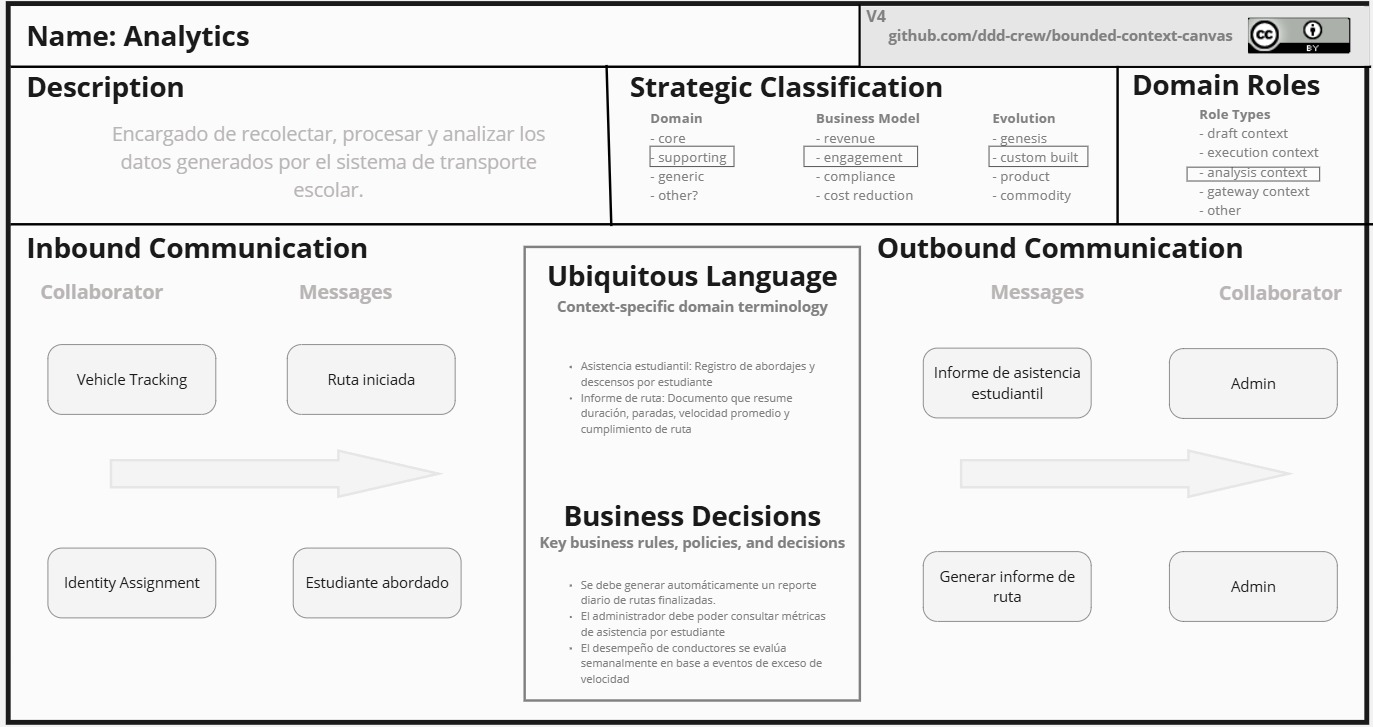 Name: Analytics
V4
github.com/ddd-crew/bounded-context-canvas
cc
BY
Description
Encargado de recolectar, procesar y analizar los
datos generados por el sistema de transporte
escolar.
Strategic Classification
Domain
- core
- supporting
- generic
- other?
Business Model
- revenue
- engagement
- compliance
- cost reduction
Evolution
- genesis
- custom built
- product
- commodity
Domain Roles
Role Types
- draft context
- execution context
- analysis context
- gateway context
- other
Inbound Communication
Collaborator
Messages
Vehicle Tracking
Ruta iniciada
Identity Assignment
Estudiante abordado
Ubiquitous Language
Context-specific domain terminology
• Asistencia estudiantil: Registro de abordajes y
descensos por estudiante
• Informe de ruta: Documento que resume
duración, paradas, velocidad promedio y
cumplimiento de ruta
Business Decisions
Key business rules, policies, and decisions
• Se debe generar automáticamente un reporte
diario de rutas finalizadas.
• El administrador debe poder consultar métricas
de asistencia por estudiante
• El desempeño de conductores se evalúa
semanalmente en base a eventos de exceso de
velocidad
Outbound Communication
Messages
Collaborator
Informe de asistencia
estudiantil
Admin
Generar informe de
ruta
Admin